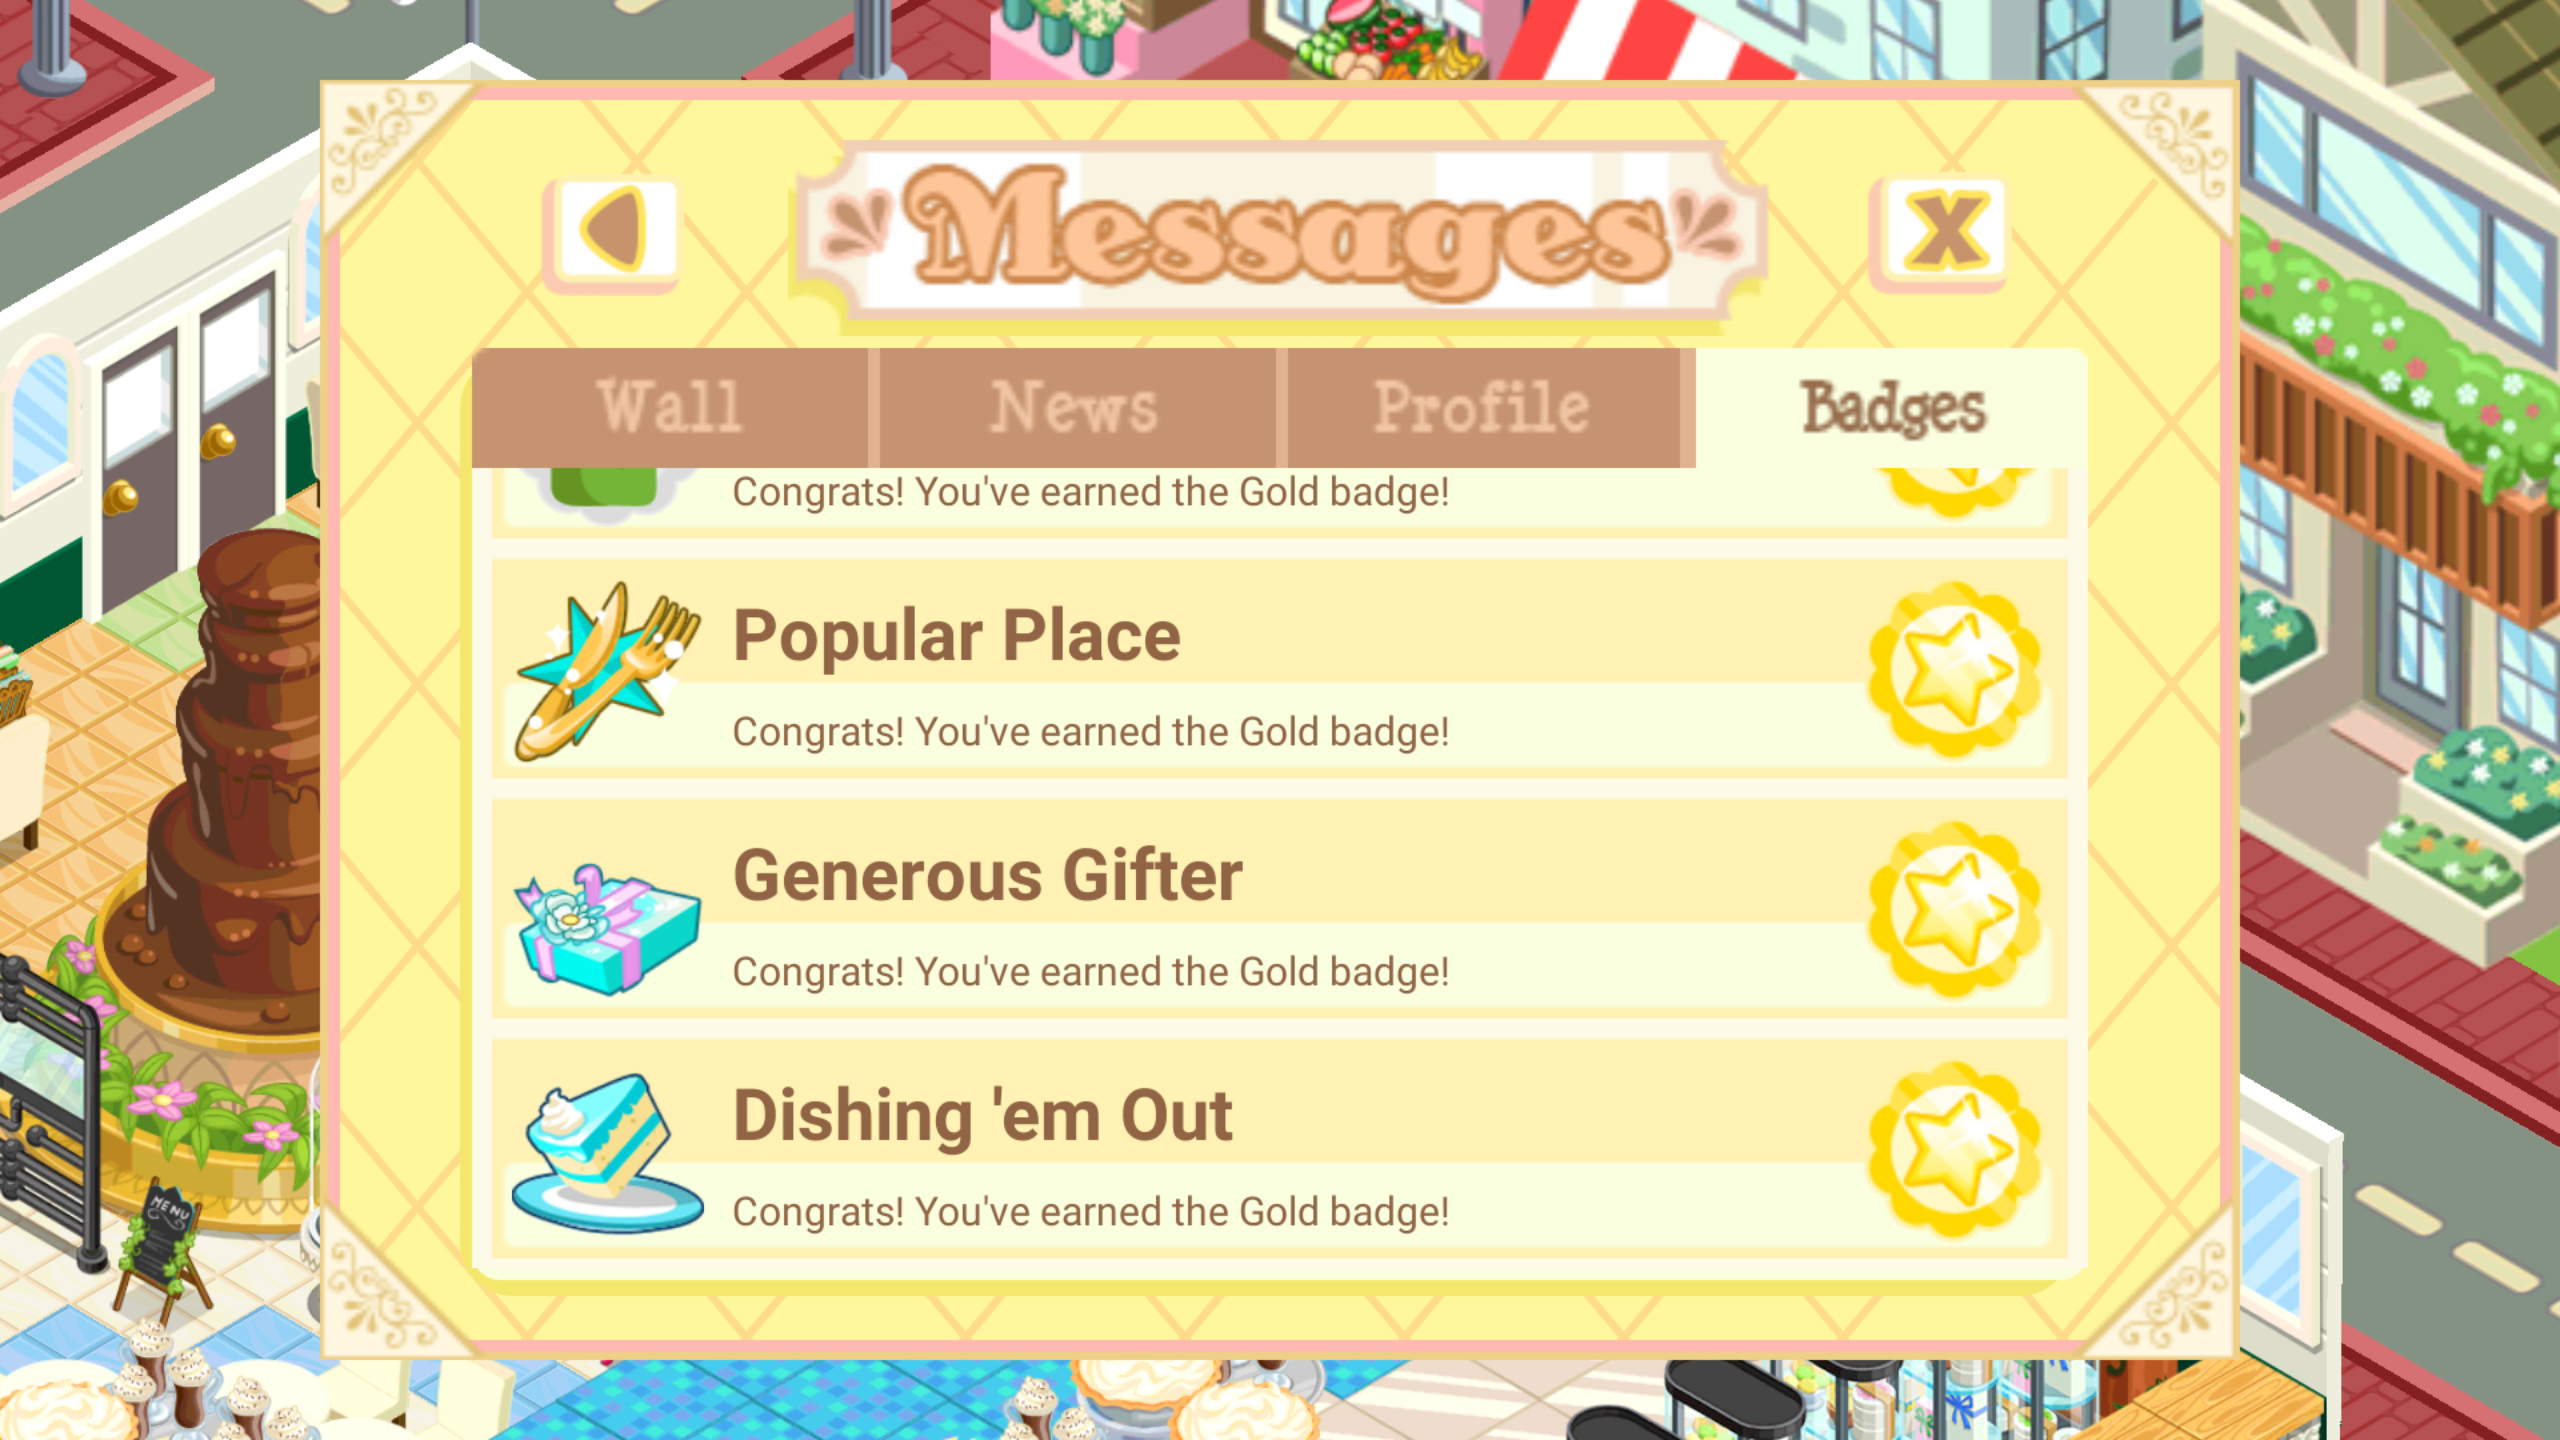 Messages
X
Wall News Profile Badges
Congrats! You've earned the Gold badge!
Popular Place
Congrats! You've earned the Gold badge!
Generous Gifter
Congrats! You've earned the Gold badge!
Dishing 'em Out
Congrats! You've earned the Gold badge!
MENU